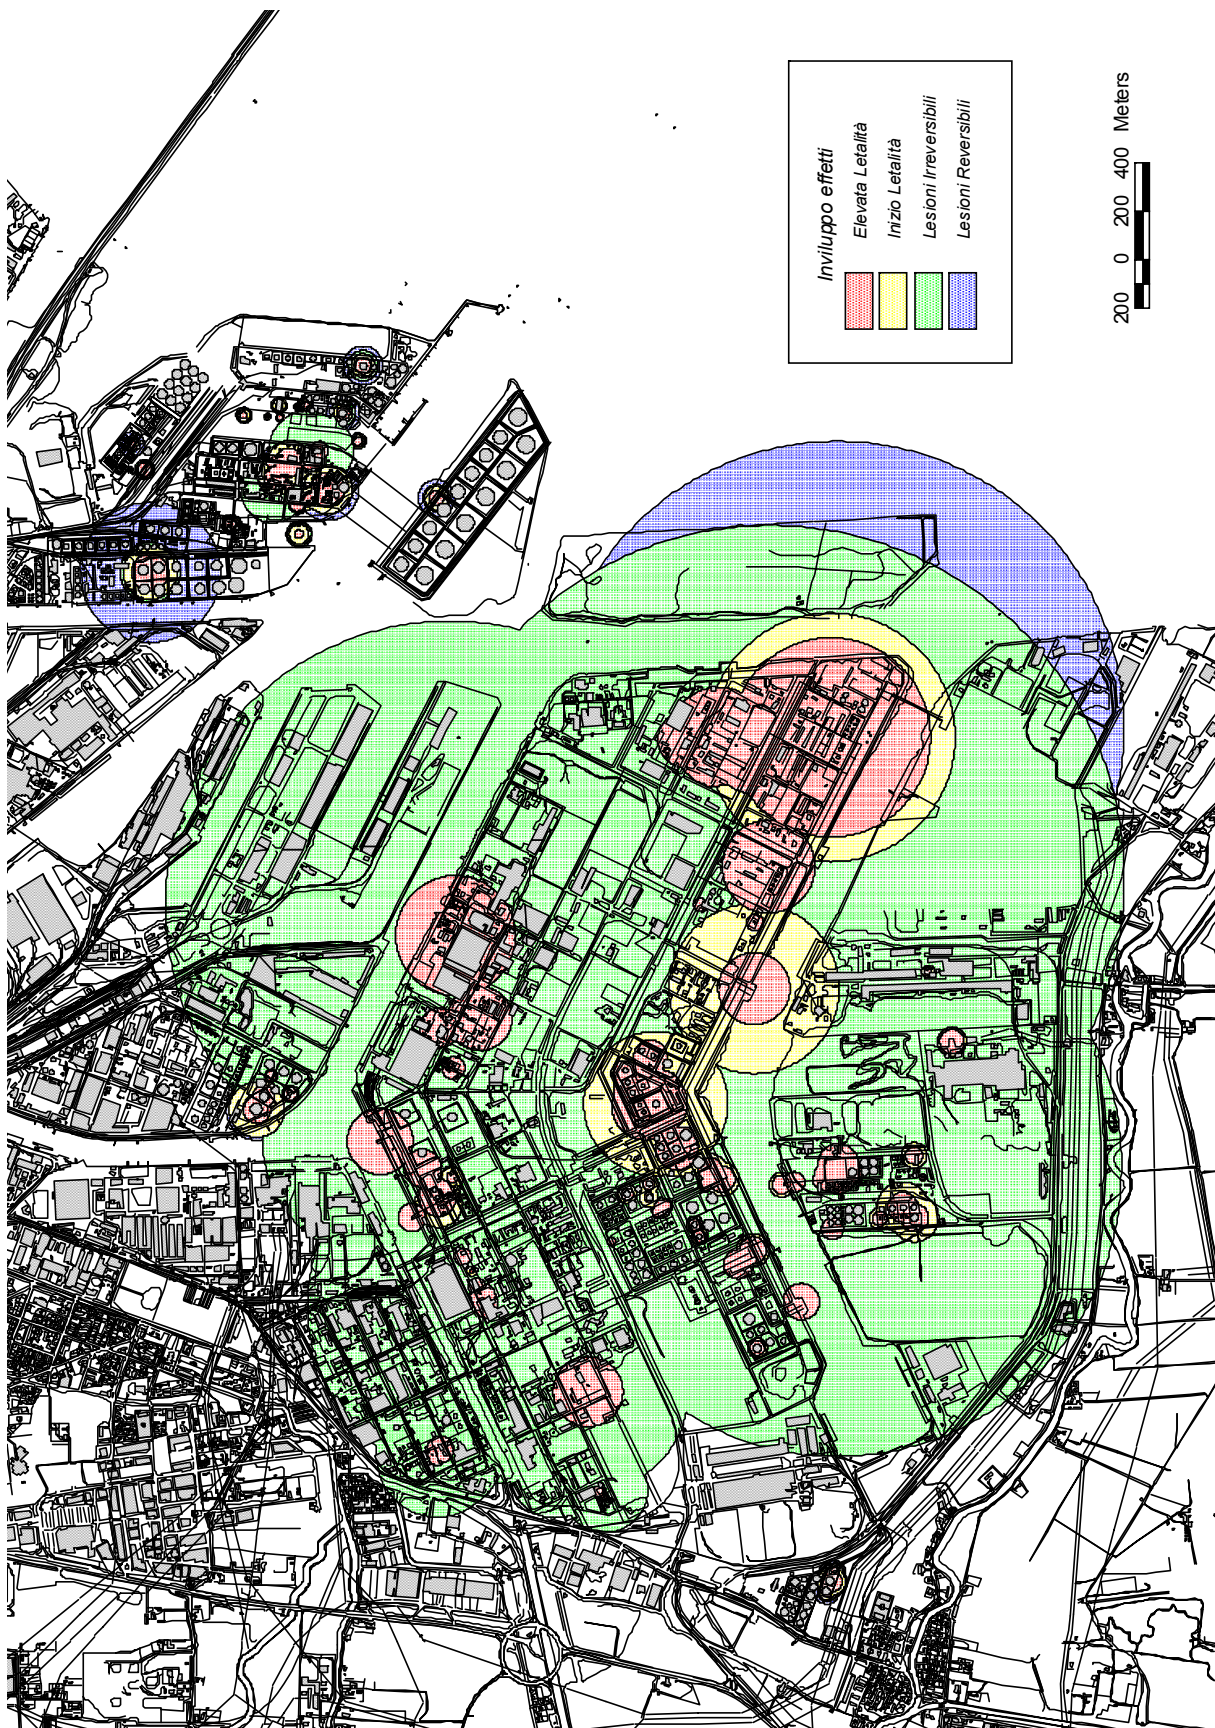 Inviluppo effetti
Elevata Letalità
Inizio Letalità
Lesioni Irreversibili
Lesioni Reversibili
200 0 200 400 Meters